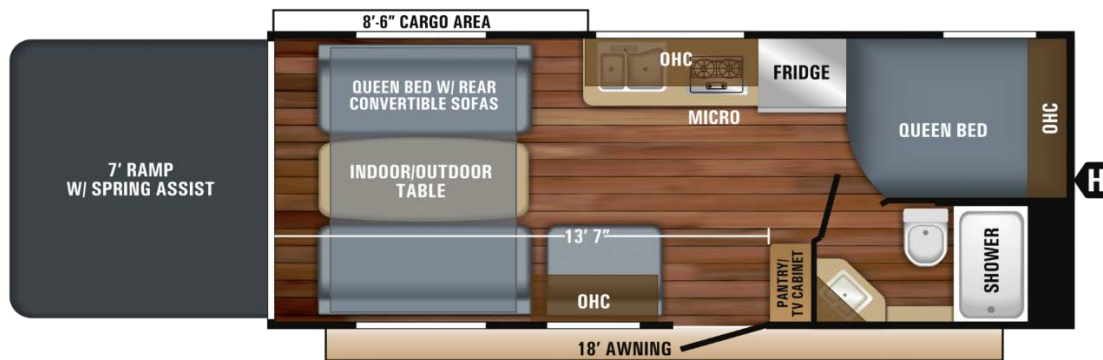 8'-6" CARGO AREA
7' RAMP
W/ SPRING ASSIST
QUEEN BED W/ REAR
CONVERTIBLE SOFAS
INDOOR/OUTDOOR
TABLE
13' 7"
OHC
OHC
MICRO
FRIDGE
QUEEN BED
OHC
H
PANTRY/
TV CABINET
SHOWER
18' AWNING